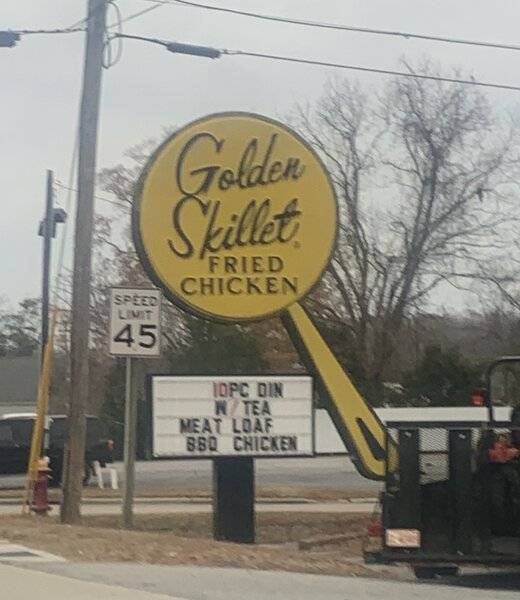 Golden
Skillet
FRIED
CHICKEN
SPEED
LIMIT
45
10PC DIN
W/ TEA
MEAT LOAF
BBQ CHICKEN